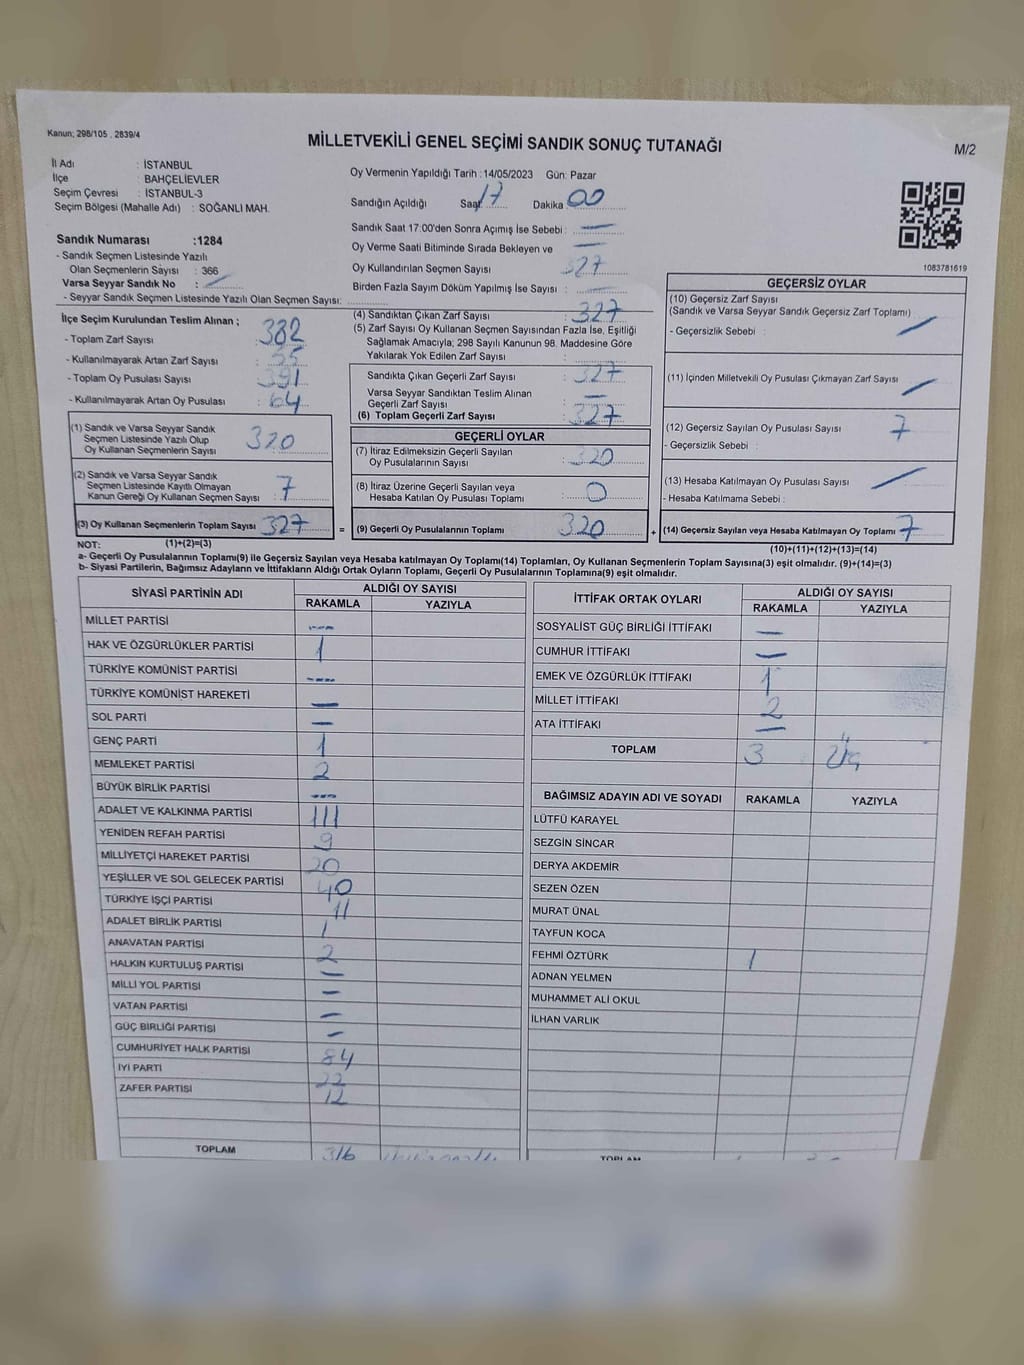 Kanun; 298/105 , 2839/4
MİLLETVEKİLİ GENEL SEÇİMİ SANDIK SONUÇ TUTANAĞI
M/2
İl Adı : İSTANBUL
İlçe : BAHÇELİEVLER
Seçim Çevresi : İSTANBUL-3
Seçim Bölgesi (Mahalle Adı) : SOĞANLI MAH.
Oy Vermenin Yapıldığı Tarih : 14/05/2023 Gün: Pazar
Sandığın Açıldığı Saat 17 Dakika 00
Sandık Saat 17:00'den Sonra Açımış İse Sebebi : —
Oy Verme Saati Bitiminde Sırada Bekleyen ve —
Oy Kullandırılan Seçmen Sayısı 327
Birden Fazla Sayım Döküm Yapılmış İse Sayısı : —
1083781619
Sandık Numarası :1284
- Sandık Seçmen Listesinde Yazılı
Olan Seçmenlerin Sayısı : 366
Varsa Seyyar Sandık No : —
- Seyyar Sandık Seçmen Listesinde Yazılı Olan Seçmen Sayısı:
İlçe Seçim Kurulundan Teslim Alınan ;
- Toplam Zarf Sayısı : 382
- Kullanılmayarak Artan Zarf Sayısı : 55
- Toplam Oy Pusulası Sayısı : 391
- Kullanılmayarak Artan Oy Pusulası : 64
(1) Sandık ve Varsa Seyyar Sandık
Seçmen Listesinde Yazılı Olup
Oy Kullanan Seçmenlerin Sayısı : 320
(2) Sandık ve Varsa Seyyar Sandık
Seçmen Listesinde Kayıtlı Olmayan
Kanun Gereği Oy Kullanan Seçmen Sayısı : 7
(3) Oy Kullanan Seçmenlerin Toplam Sayısı 327 =
(4) Sandıktan Çıkan Zarf Sayısı : 327
(5) Zarf Sayısı Oy Kullanan Seçmen Sayısından Fazla İse, Eşitliği
Sağlamak Amacıyla; 298 Sayılı Kanunun 98. Maddesine Göre
Yakılarak Yok Edilen Zarf Sayısı :
Sandıkta Çıkan Geçerli Zarf Sayısı : 327
Varsa Seyyar Sandıktan Teslim Alınan
Geçerli Zarf Sayısı : —
(6) Toplam Geçerli Zarf Sayısı : 327
GEÇERLİ OYLAR
(7) İtiraz Edilmeksizin Geçerli Sayılan
Oy Pusulalarının Sayısı : 320
(8) İtiraz Üzerine Geçerli Sayılan veya
Hesaba Katılan Oy Pusulası Toplamı : 0
(9) Geçerli Oy Pusulalarının Toplamı 320 +
GEÇERSİZ OYLAR
(10) Geçersiz Zarf Sayısı
(Sandık ve Varsa Seyyar Sandık Geçersiz Zarf Toplamı)
- Geçersizlik Sebebi : —
(11) İçinden Milletvekili Oy Pusulası Çıkmayan Zarf Sayısı —
(12) Geçersiz Sayılan Oy Pusulası Sayısı : 7
- Geçersizlik Sebebi :
(13) Hesaba Katılmayan Oy Pusulası Sayısı : —
- Hesaba Katılmama Sebebi :
(14) Geçersiz Sayılan veya Hesaba Katılmayan Oy Toplamı : 7
NOT: (1)+(2)=(3)
(10)+(11)+(12)+(13)=(14)
a- Geçerli Oy Pusulalarının Toplamı(9) ile Geçersiz Sayılan veya Hesaba katılmayan Oy Toplamı(14) Toplamları, Oy Kullanan Seçmenlerin Toplam Sayısına(3) eşit olmalıdır. (9)+(14)=(3)
b- Siyasi Partilerin, Bağımsız Adayların ve İttifakların Aldığı Ortak Oyların Toplamı, Geçerli Oy Pusulalarının Toplamına(9) eşit olmalıdır.
SİYASİ PARTİNİN ADI ALDIĞI OY SAYISI
RAKAMLA YAZIYLA
MİLLET PARTİSİ ---
HAK VE ÖZGÜRLÜKLER PARTİSİ 1
TÜRKİYE KOMÜNİST PARTİSİ ---
TÜRKİYE KOMÜNİST HAREKETİ —
SOL PARTİ —
GENÇ PARTİ 1
MEMLEKET PARTİSİ 2
BÜYÜK BİRLİK PARTİSİ ---
ADALET VE KALKINMA PARTİSİ 111
YENİDEN REFAH PARTİSİ 9
MİLLİYETÇİ HAREKET PARTİSİ 20
YEŞİLLER VE SOL GELECEK PARTİSİ 40
TÜRKİYE İŞÇİ PARTİSİ 11
ADALET BİRLİK PARTİSİ 1
ANAVATAN PARTİSİ 2
HALKIN KURTULUŞ PARTİSİ —
MİLLİ YOL PARTİSİ —
VATAN PARTİSİ —
GÜÇ BİRLİĞİ PARTİSİ —
CUMHURİYET HALK PARTİSİ 84
İYİ PARTİ 22
ZAFER PARTİSİ 12
TOPLAM 316
İTTİFAK ORTAK OYLARI ALDIĞI OY SAYISI
RAKAMLA YAZIYLA
SOSYALİST GÜÇ BİRLİĞİ İTTİFAKI —
CUMHUR İTTİFAKI —
EMEK VE ÖZGÜRLÜK İTTİFAKI 1
MİLLET İTTİFAKI 2
ATA İTTİFAKI —
TOPLAM 3 Üç
BAĞIMSIZ ADAYIN ADI VE SOYADI RAKAMLA YAZIYLA
LÜTFÜ KARAYEL
SEZGİN SİNCAR
DERYA AKDEMİR
SEZEN ÖZEN
MURAT ÜNAL
TAYFUN KOCA
FEHMİ ÖZTÜRK 1
ADNAN YELMEN
MUHAMMET ALİ OKUL
İLHAN VARLIK
TOPLAM